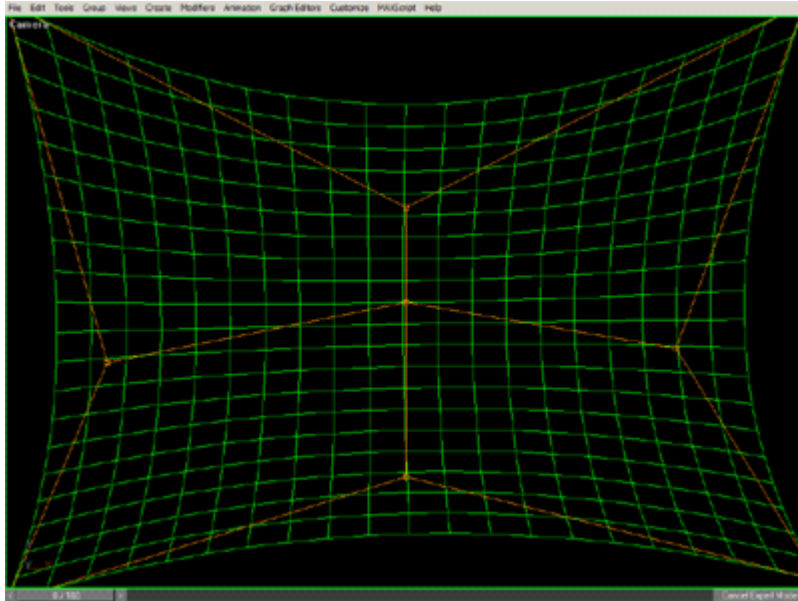 File Edit Tools Group Views Create Modifiers Animation Graph Editors Customize MAXScript Help
Camera
0 / 100
Cancel Expert Mode